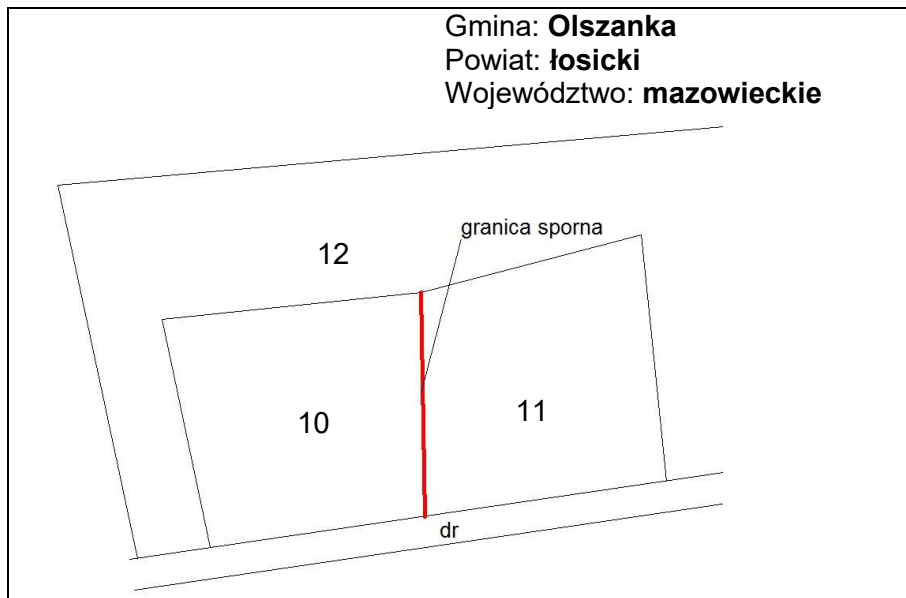 Gmina: Olszanka
Powiat: łosicki
Województwo: mazowieckie
granica sporna
12
10
11
dr